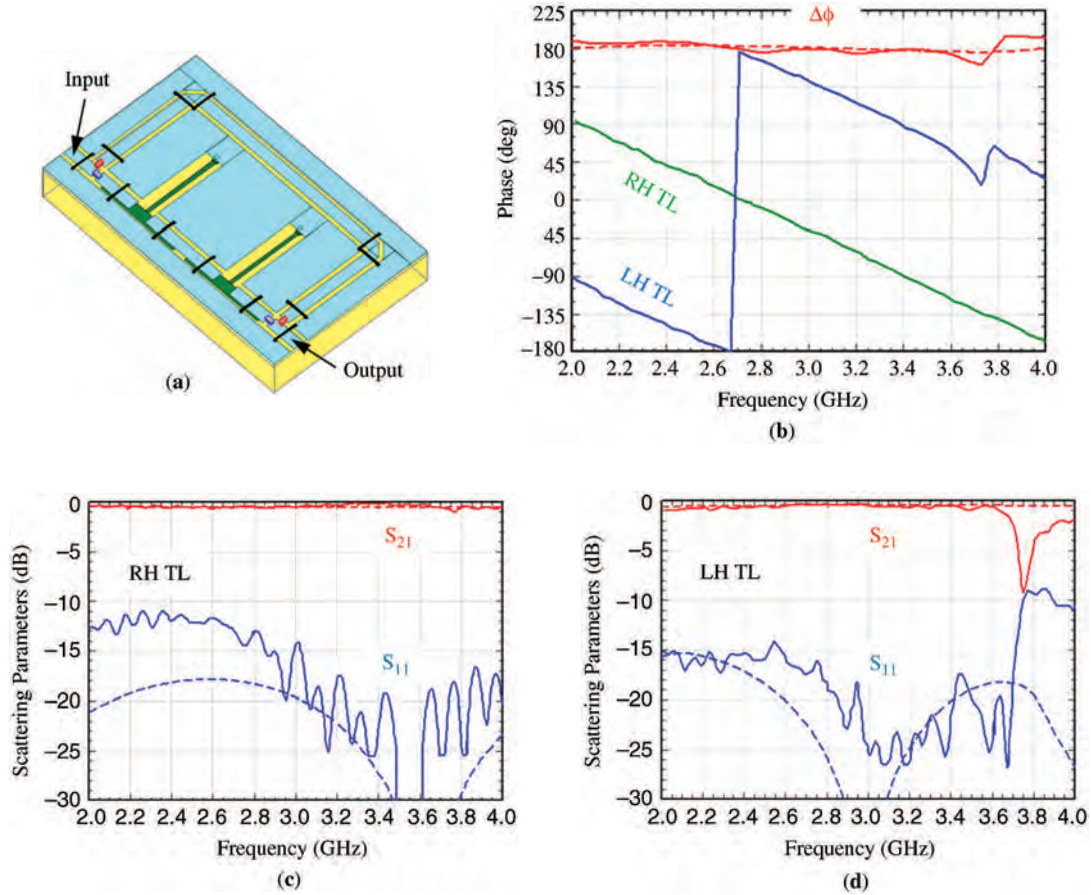 Input
Output
(a)
Δϕ
225
180
135
90
45
0
45
−90
−135
−180
Phase (deg)
RH TL
LH TL
2.0 2.2 2.4 2.6 2.8 3.0 3.2 3.4 3.6 3.8 4.0
Frequency (GHz)
(b)
0
−5
−10
−15
−20
−25
−30
Scattering Parameters (dB)
S21
RH TL
S11
2.0 2.2 2.4 2.6 2.8 3.0 3.2 3.4 3.6 3.8 4.0
Frequency (GHz)
(c)
0
−5
−10
−15
−20
−25
−30
Scattering Parameters (dB)
S21
LH TL
S11
2.0 2.2 2.4 2.6 2.8 3.0 3.2 3.4 3.6 3.8 4.0
Frequency (GHz)
(d)